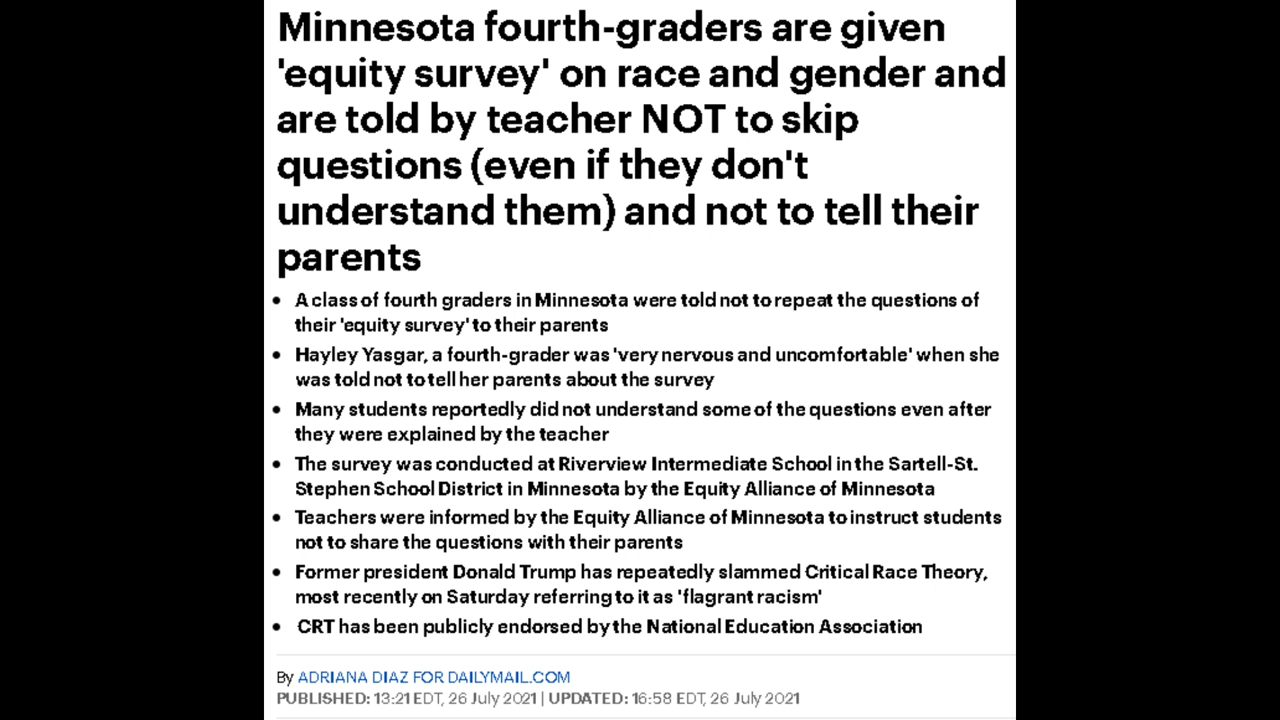 Minnesota fourth-graders are given
'equity survey' on race and gender and
are told by teacher NOT to skip
questions (even if they don't
understand them) and not to tell their
parents
• A class of fourth graders in Minnesota were told not to repeat the questions of
their 'equity survey' to their parents
• Hayley Yasgar, a fourth-grader was 'very nervous and uncomfortable' when she
was told not to tell her parents about the survey
• Many students reportedly did not understand some of the questions even after
they were explained by the teacher
• The survey was conducted at Riverview Intermediate School in the Sartell-St.
Stephen School District in Minnesota by the Equity Alliance of Minnesota
• Teachers were informed by the Equity Alliance of Minnesota to instruct students
not to share the questions with their parents
• Former president Donald Trump has repeatedly slammed Critical Race Theory,
most recently on Saturday referring to it as 'flagrant racism'
• CRT has been publicly endorsed by the National Education Association
By ADRIANA DIAZ FOR DAILYMAIL.COM
PUBLISHED: 13:21 EDT, 26 July 2021 | UPDATED: 16:58 EDT, 26 July 2021